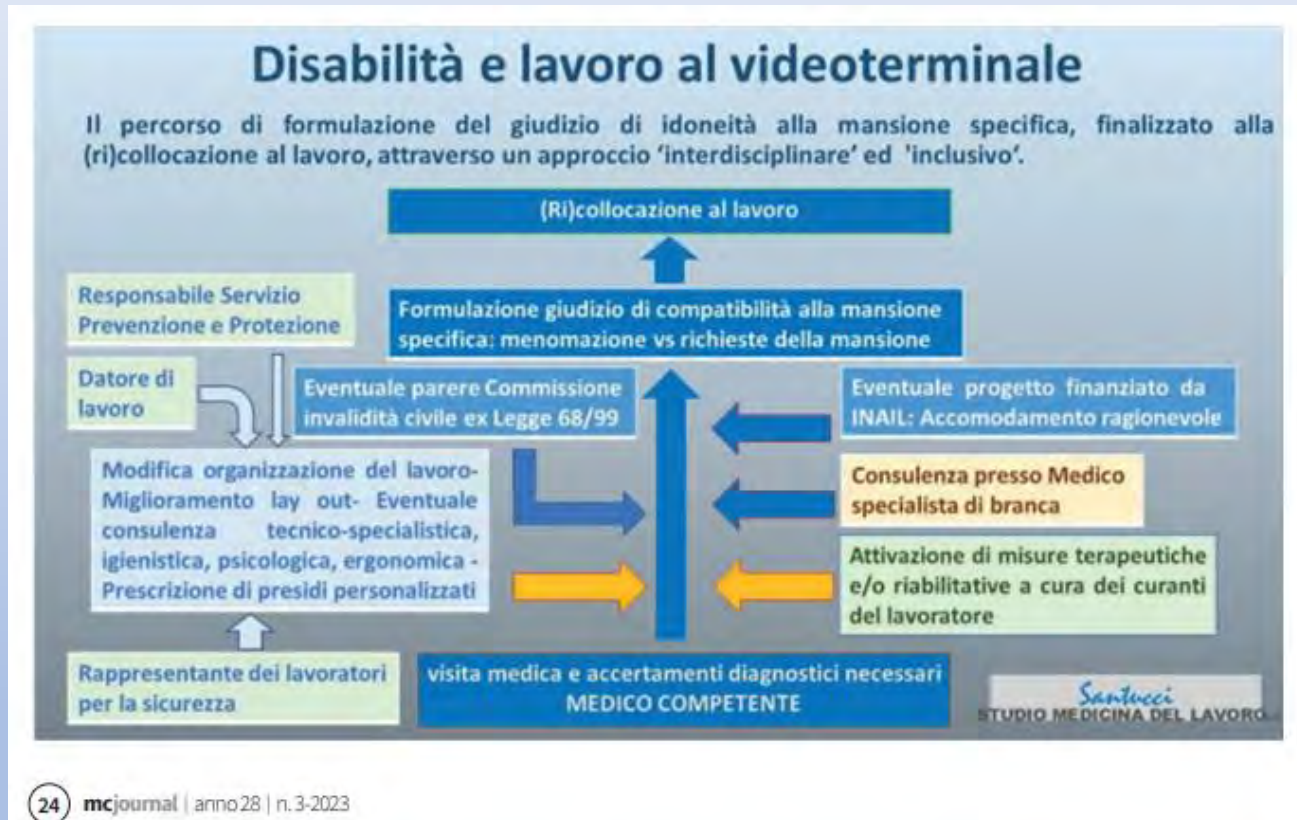 Disabilità e lavoro al videoterminale
Il percorso di formulazione del giudizio di idoneità alla mansione specifica, finalizzato alla
(ri)collocazione al lavoro, attraverso un approccio ‘interdisciplinare’ ed 'inclusivo‘.
(Ri)collocazione al lavoro
Responsabile Servizio
Prevenzione e Protezione
Formulazione giudizio di compatibilità alla mansione
specifica: menomazione vs richieste della mansione
Datore di
lavoro
Eventuale parere Commissione
invalidità civile ex Legge 68/99
Eventuale progetto finanziato da
INAIL: Accomodamento ragionevole
Modifica organizzazione del lavoro-
Miglioramento lay out- Eventuale
consulenza tecnico-specialistica,
igienistica, psicologica, ergonomica -
Prescrizione di presidi personalizzati
Consulenza presso Medico
specialista di branca
Attivazione di misure terapeutiche
e/o riabilitative a cura dei curanti
del lavoratore
Rappresentante dei lavoratori
per la sicurezza
visita medica e accertamenti diagnostici necessari
MEDICO COMPETENTE
Santucci
STUDIO MEDICINA DEL LAVORO
24 mcjournal | anno 28 | n. 3-2023